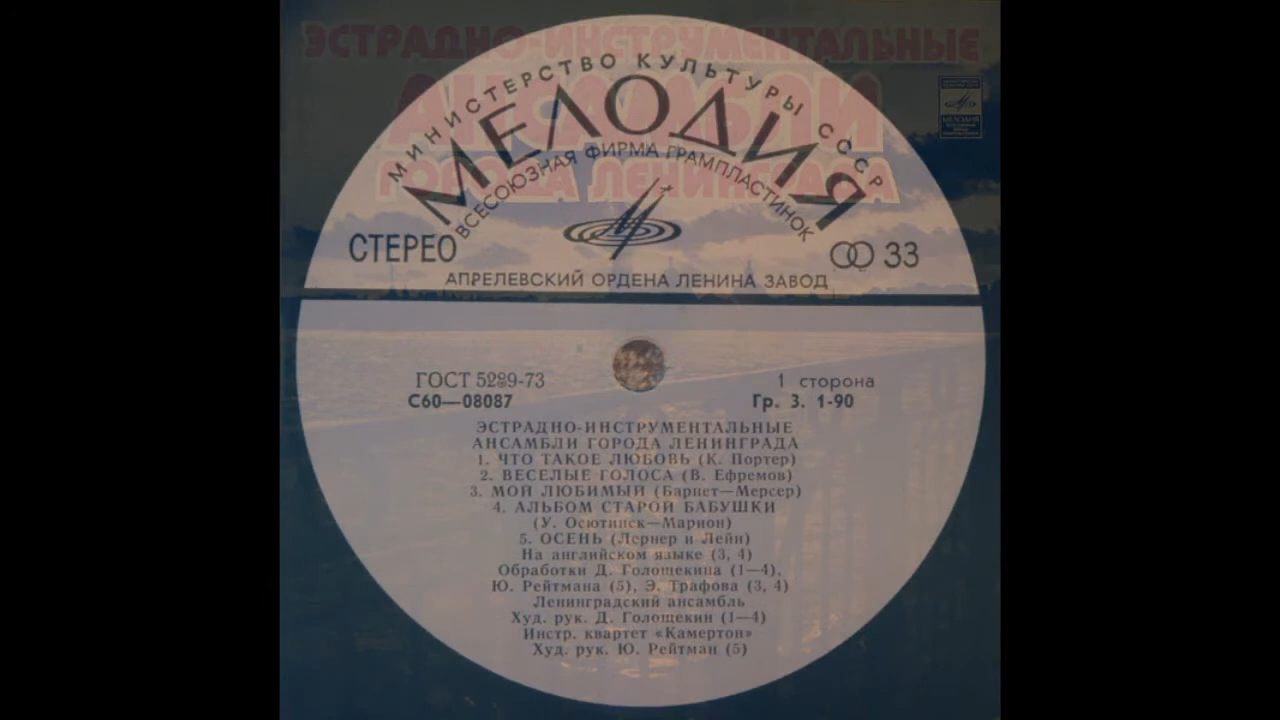 ЭСТРАДНО-ИНСТРУМЕНТАЛЬНЫЕ
АНСАМБЛИ
ГОРОДА ЛЕНИНГРАДА
МИНИСТЕРСТВО КУЛЬТУРЫ СССР
МЕЛОДИЯ
ВСЕСОЮЗНАЯ ФИРМА ГРАМПЛАСТИНОК
МЕЛОДИЯ
СТЕРЕО
33
АПРЕЛЕВСКИЙ ОРДЕНА ЛЕНИНА ЗАВОД
ГОСТ 5289-73
1 сторона
С60—08087
Гр. 3. 1-90
ЭСТРАДНО-ИНСТРУМЕНТАЛЬНЫЕ
АНСАМБЛИ ГОРОДА ЛЕНИНГРАДА
1. ЧТО ТАКОЕ ЛЮБОВЬ (К. Портер)
2. ВЕСЕЛЫЕ ГОЛОСА (В. Ефремов)
3. МОЙ ЛЮБИМЫЙ (Барнет—Мерсер)
4. АЛЬБОМ СТАРОЙ БАБУШКИ
(У. Осютинск—Марион)
5. ОСЕНЬ (Лернер и Лейн)
На английском языке (3, 4)
Обработки Д. Голощекина (1—4),
Ю. Рейтмана (5), Э. Трафова (3, 4)
Ленинградский ансамбль
Худ. рук. Д. Голощекин (1—4)
Инстр. квартет «Камертон»
Худ. рук. Ю. Рейтман (5)